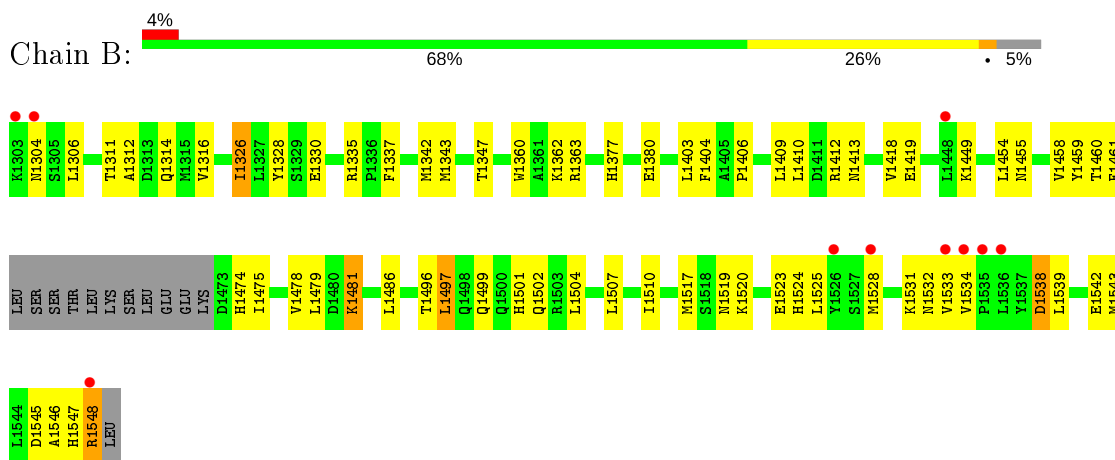 4%
Chain B:
68% 26% • 5%
K1303 N1304 S1305 L1306 T1311 A1312 D1313 Q1314 M1315 V1316 I1326 L1327 Y1328 S1329 E1330 R1335 P1336 F1337 M1342 M1343 T1347 W1360 A1361 K1362 R1363 H1377 E1380 L1403 F1404 A1405 P1406 L1409 L1410 D1411 R1412 N1413 V1418 E1419 L1448 K1449 L1454 N1455 V1458 Y1459 T1460 F1461
LEU SER SER THR LEU LYS SER LEU GLU GLU LYS D1473 H1474 I1475 V1478 L1479 D1480 K1481 L1486 T1496 L1497 Q1498 Q1499 Q1500 H1501 Q1502 R1503 L1504 L1507 I1510 M1517 S1518 N1519 K1520 E1523 H1524 L1525 Y1526 S1527 M1528 K1531 N1532 V1533 V1534 P1535 L1536 Y1537 D1538 L1539 E1542 M1543
L1544 D1545 A1546 H1547 R1548 LEU